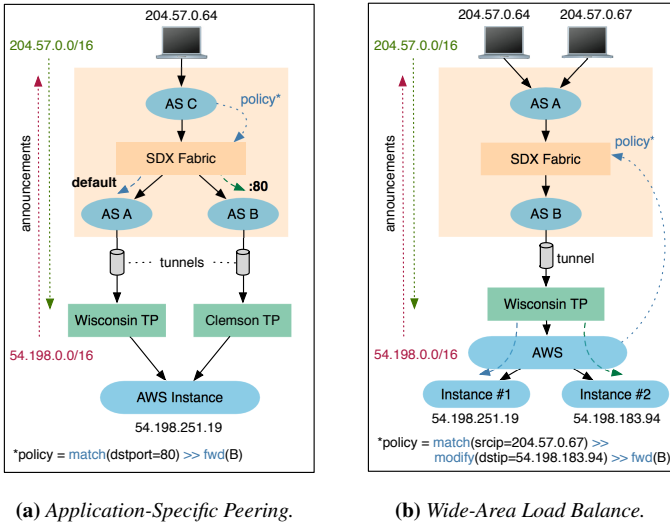 204.57.0.64
204.57.0.0/16
announcements
AS C
policy*
SDX Fabric
default
:80
AS A
AS B
tunnels
Wisconsin TP
Clemson TP
54.198.0.0/16
AWS Instance
54.198.251.19
*policy = match(dstport=80) >> fwd(B)
(a) Application-Specific Peering.
204.57.0.64
204.57.0.67
204.57.0.0/16
announcements
AS A
policy*
SDX Fabric
AS B
tunnel
Wisconsin TP
54.198.0.0/16
AWS
Instance #1
Instance #2
54.198.251.19
54.198.183.94
*policy = match(srcip=204.57.0.67) >>
modify(dstip=54.198.183.94) >> fwd(B)
(b) Wide-Area Load Balance.